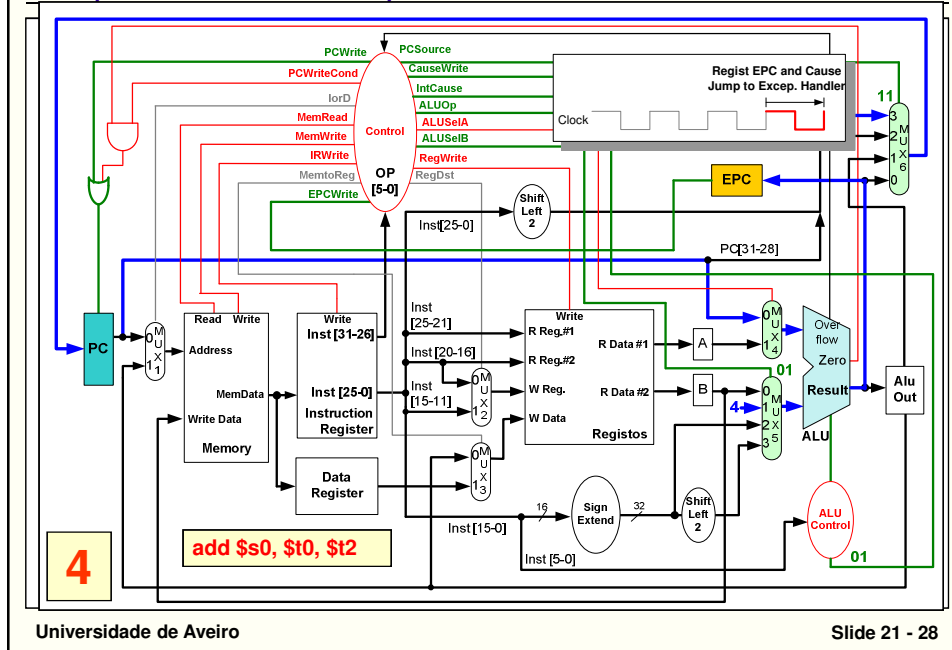 PCWrite
PCSource
PCWriteCond
CauseWrite
IorD
IntCause
MemRead
ALUOp
MemWrite
Control
ALUSelA
IRWrite
ALUSelB
MemtoReg
OP
[5-0]
RegWrite
EPCWrite
RegDst
Regist EPC and Cause
Jump to Excep. Handler
Clock
11
3
2
1
0
M
U
X
6
EPC
Shift
Left
2
Inst[25-0]
PC[31-28]
PC
0
1
M
U
X
1
Read Write
Address
MemData
Write Data
Memory
Write
Inst [31-26]
Inst [25-0]
Instruction
Register
Data
Register
Inst
[25-21]
Inst [20-16]
Inst
[15-11]
0
1
M
U
X
2
0
1
M
U
X
3
Write
R Reg.#1
R Reg.#2
W Reg.
W Data
R Data #1
R Data #2
Registos
A
B
0
1
M
U
X
4
01
4
0
1
2
3
M
U
X
5
Over
flow
Zero
Result
ALU
Alu
Out
Inst [15-0]
16
Sign
Extend
32
Shift
Left
2
Inst [5-0]
ALU
Control
01
4
add $s0, $t0, $t2
Universidade de Aveiro
Slide 21 - 28